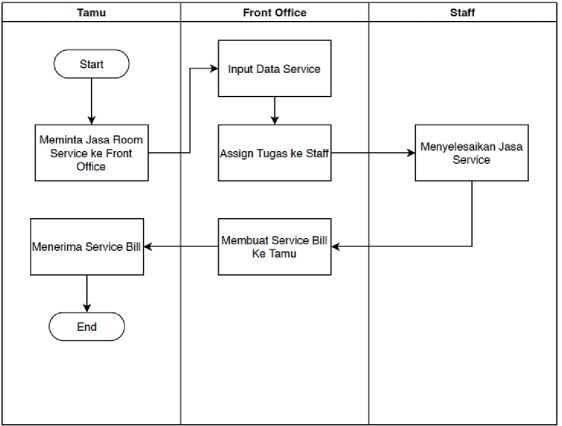 Tamu
Front Office
Staff
Start
Input Data Service
Meminta Jasa Room
Service ke Front
Office
Assign Tugas ke Staff
Menyelesaikan Jasa
Service
Menerima Service Bill
Membuat Service Bill
Ke Tamu
End